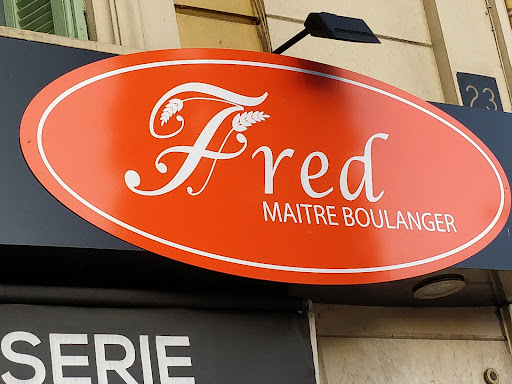 Fred
MAITRE BOULANGER
23
SERIE